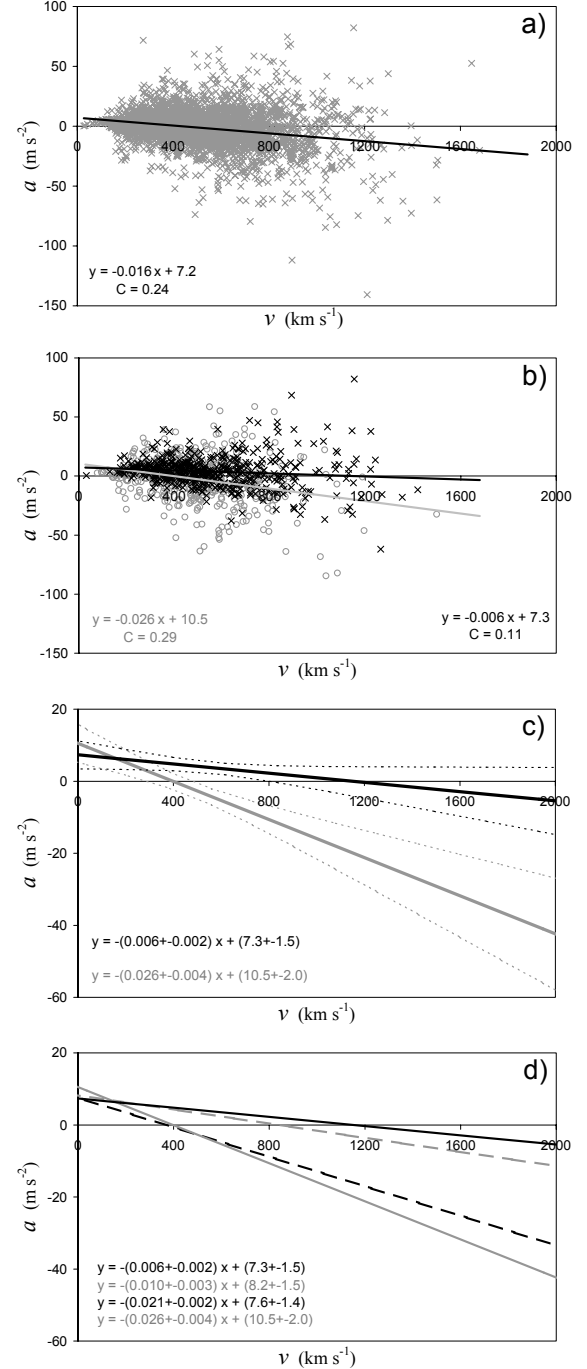 a)
100
50
0
-50
-100
-150
0 400 800 1200 1600 2000
a (m s-2)
y = -0.016 x + 7.2
C = 0.24
v (km s-1)
b)
100
50
0
-50
-100
-150
0 400 800 1200 1600 2000
a (m s-2)
y = -0.026 x + 10.5
C = 0.29
y = -0.006 x + 7.3
C = 0.11
v (km s-1)
c)
20
0
-20
-40
-60
0 400 800 1200 1600 2000
a (m s-2)
y = -(0.006+-0.002) x + (7.3+-1.5)
y = -(0.026+-0.004) x + (10.5+-2.0)
v (km s-1)
d)
20
0
-20
-40
-60
0 400 800 1200 1600 2000
a (m s-2)
y = -(0.006+-0.002) x + (7.3+-1.5)
y = -(0.010+-0.003) x + (8.2+-1.5)
y = -(0.021+-0.002) x + (7.6+-1.4)
y = -(0.026+-0.004) x + (10.5+-2.0)
v (km s-1)